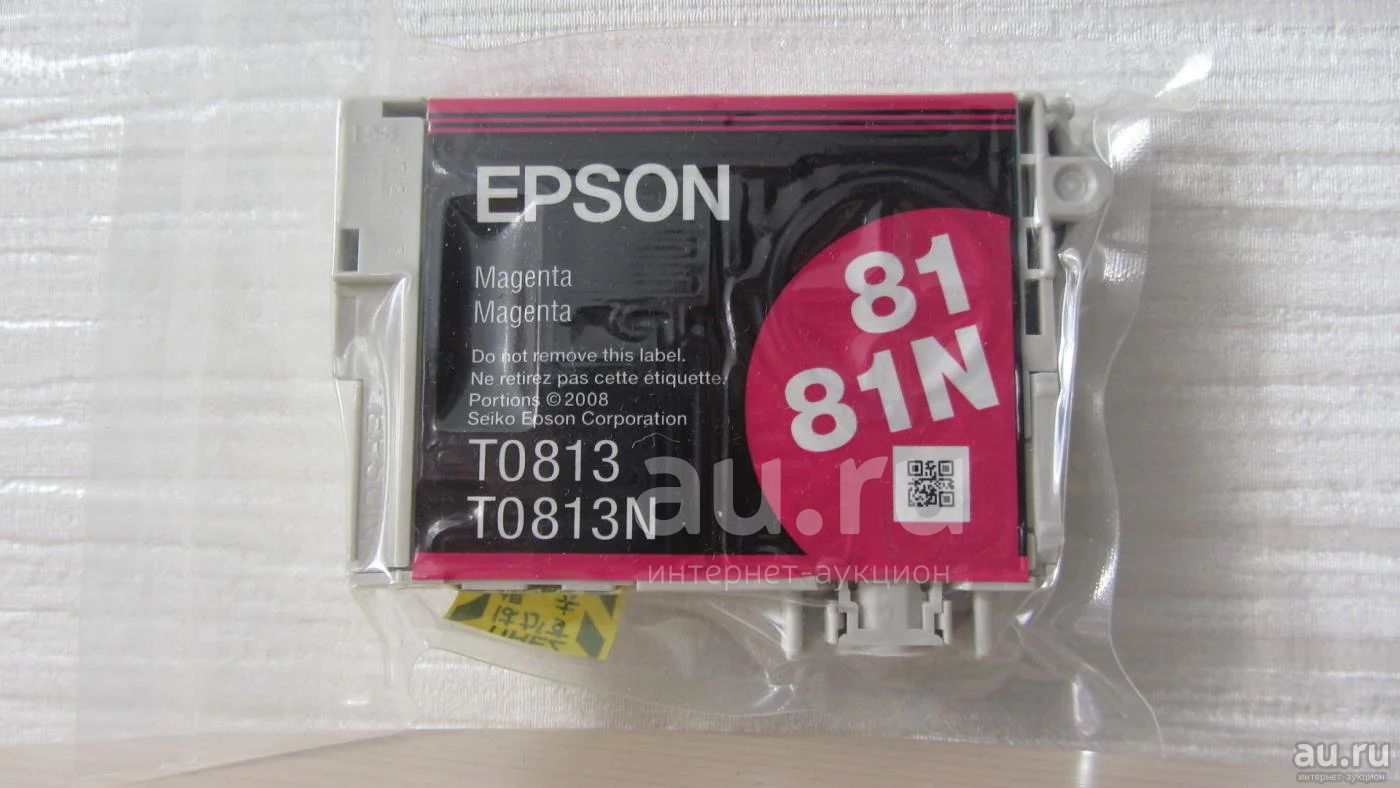 EPSON
Magenta
Magenta
81
81N
Do not remove this label.
Ne retirez pas cette étiquette.
Portions ©2008
Seiko Epson Corporation
T0813
T0813N
au.ru
интернет-аукцион
au.ru
интернет-аукцион